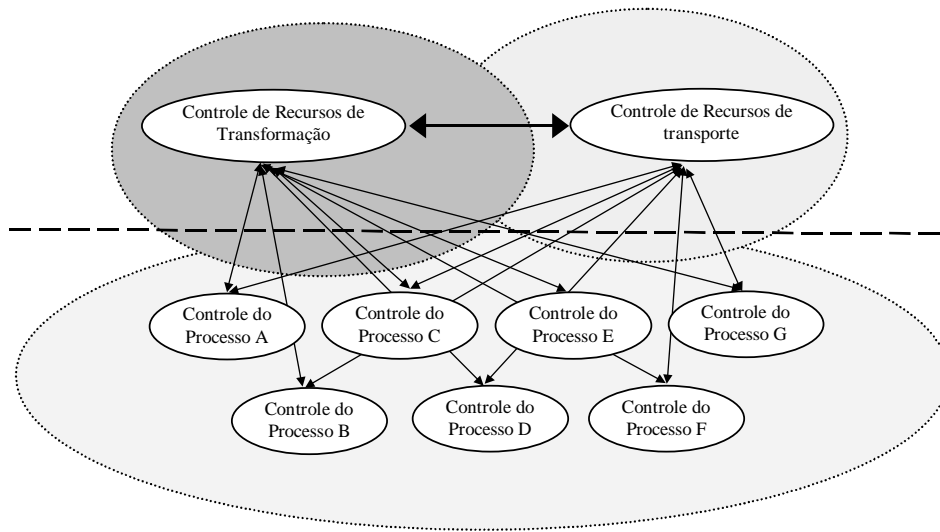 Controle de Recursos de
Transformação
Controle de Recursos de
transporte
Controle do
Processo A
Controle do
Processo C
Controle do
Processo E
Controle do
Processo G
Controle do
Processo B
Controle do
Processo D
Controle do
Processo F